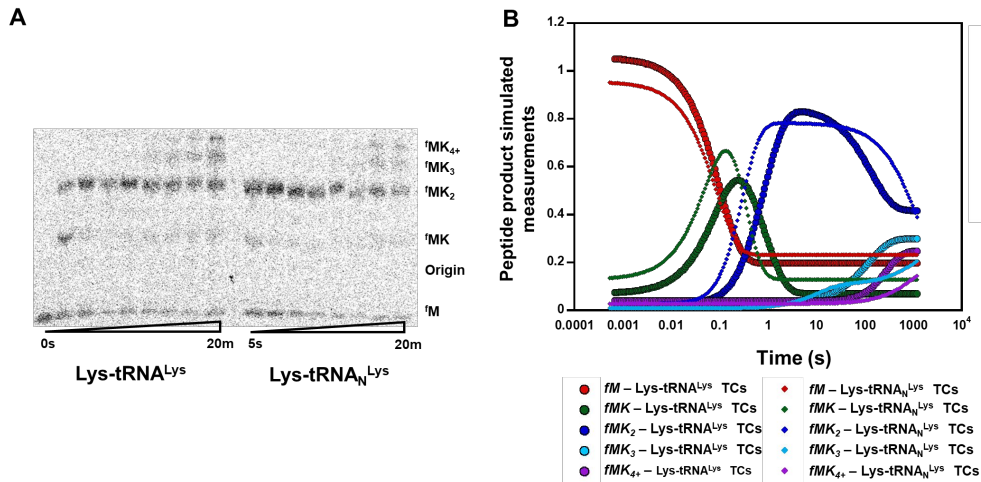 A
fMK4+
fMK3
fMK2
fMK
Origin
fM
0s 20m 5s 20m
Lys-tRNALys Lys-tRNANLys
B
Peptide product simulated
measurements
1.2
1
0.8
0.6
0.4
0.2
0
0.0001 0.001 0.01 0.1 1 10 100 1000 104
Time (s)
fM – Lys-tRNALys TCs
fMK – Lys-tRNALys TCs
fMK2 – Lys-tRNALys TCs
fMK3 – Lys-tRNALys TCs
fMK4+ – Lys-tRNALys TCs
fM – Lys-tRNANLys TCs
fMK – Lys-tRNANLys TCs
fMK2 – Lys-tRNANLys TCs
fMK3 – Lys-tRNANLys TCs
fMK4+ – Lys-tRNANLys TCs